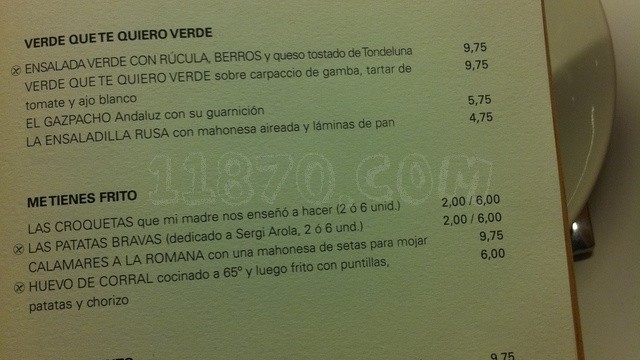 VERDE QUE TE QUIERO VERDE
ENSALADA VERDE CON RÚCULA, BERROS y queso tostado de Tondeluna 9,75
VERDE QUE TE QUIERO VERDE sobre carpaccio de gamba, tartar de 9,75
tomate y ajo blanco
EL GAZPACHO Andaluz con su guarnición 5,75
LA ENSALADILLA RUSA con mahonesa aireada y láminas de pan 4,75
11870.COM
ME TIENES FRITO
LAS CROQUETAS que mi madre nos enseñó a hacer (2 ó 6 unid.) 2,00 / 6,00
LAS PATATAS BRAVAS (dedicado a Sergi Arola, 2 ó 6 und.) 2,00 / 6,00
CALAMARES A LA ROMANA con una mahonesa de setas para mojar 9,75
HUEVO DE CORRAL cocinado a 65º y luego frito con puntillas, 6,00
patatas y chorizo
9,75